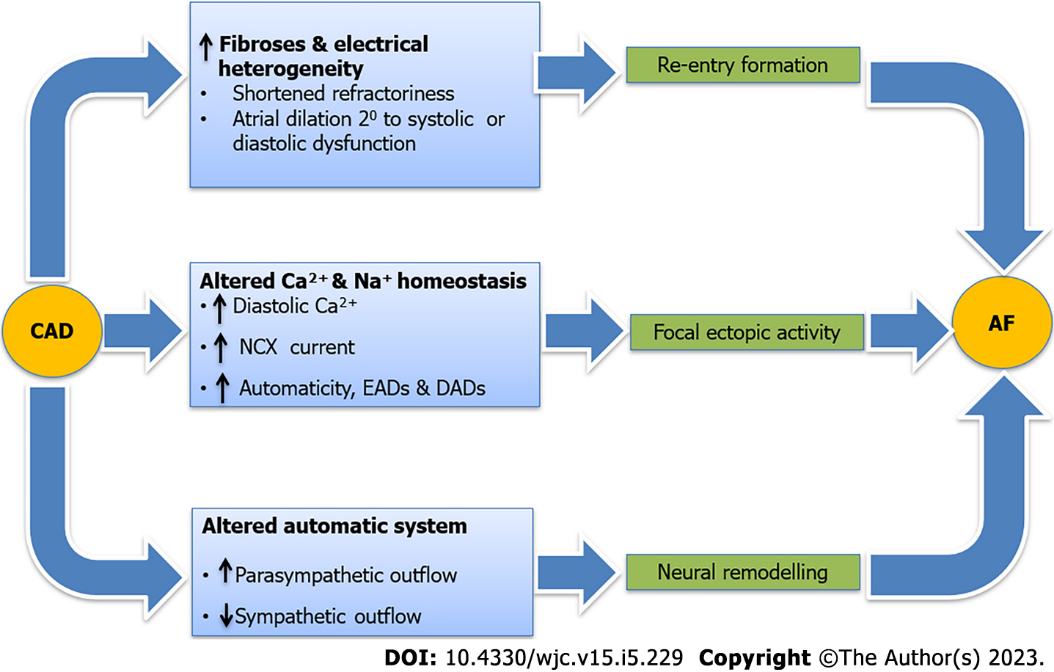 CAD
↑ Fibroses & electrical
heterogeneity
• Shortened refractoriness
• Atrial dilation 2⁰ to systolic or
diastolic dysfunction
Re-entry formation
Altered Ca²⁺ & Na⁺ homeostasis
• ↑ Diastolic Ca²⁺
• ↑ NCX current
• ↑ Automaticity, EADs & DADs
Focal ectopic activity
Altered automatic system
• ↑ Parasympathetic outflow
• ↓ Sympathetic outflow
Neural remodelling
AF
DOI: 10.4330/wjc.v15.i5.229 Copyright ©The Author(s) 2023.